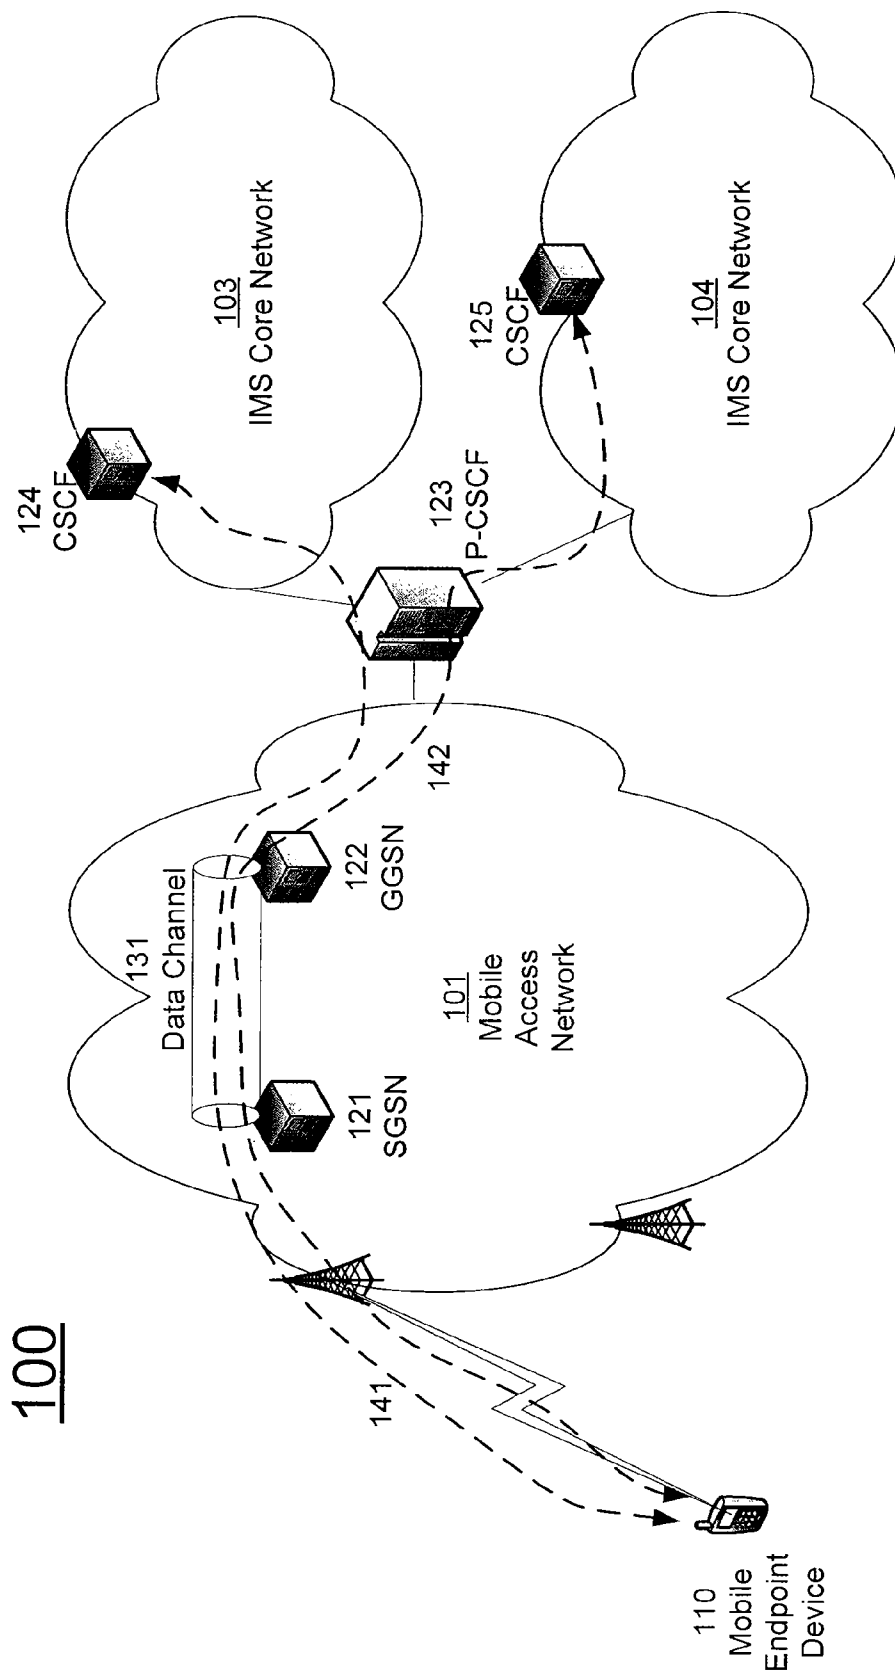 100
124
CSCF
103
IMS Core Network
123
P-CSCF
125
CSCF
104
IMS Core Network
131
Data Channel
142
122
GGSN
121
SGSN
101
Mobile
Access
Network
141
110
Mobile
Endpoint
Device